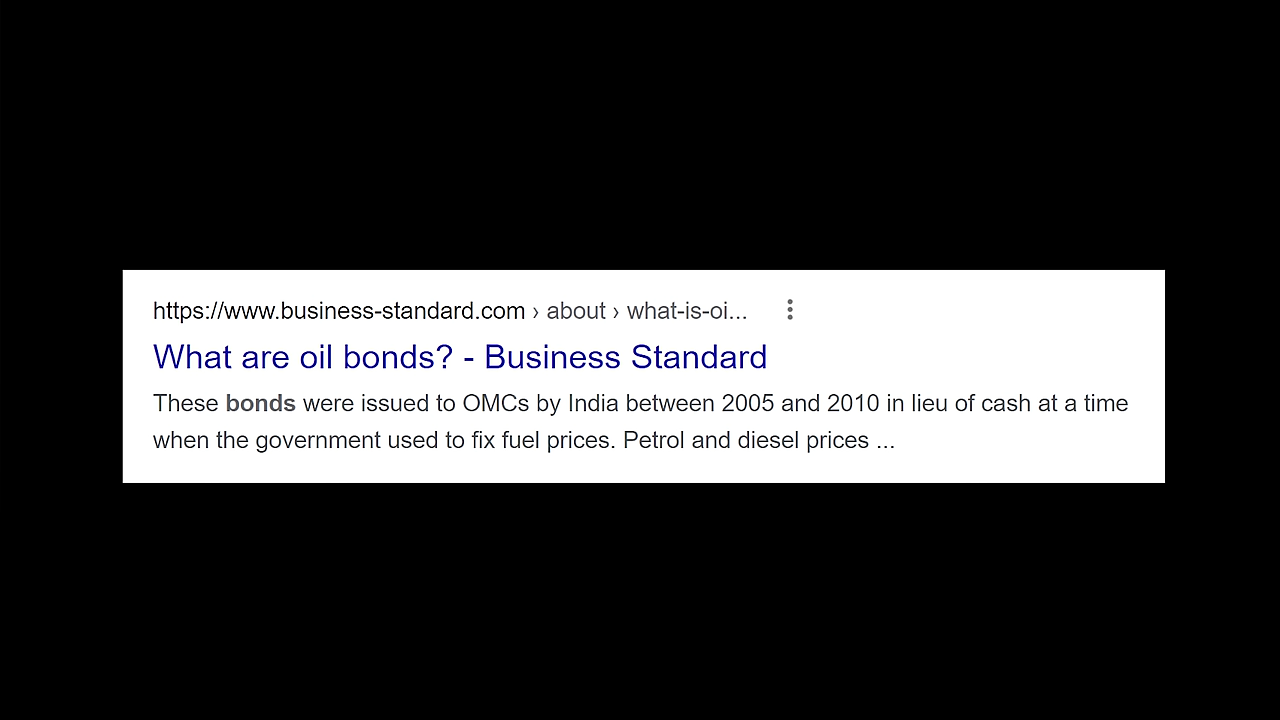 https://www.business-standard.com › about › what-is-oi...
What are oil bonds? - Business Standard
These bonds were issued to OMCs by India between 2005 and 2010 in lieu of cash at a time
when the government used to fix fuel prices. Petrol and diesel prices ...